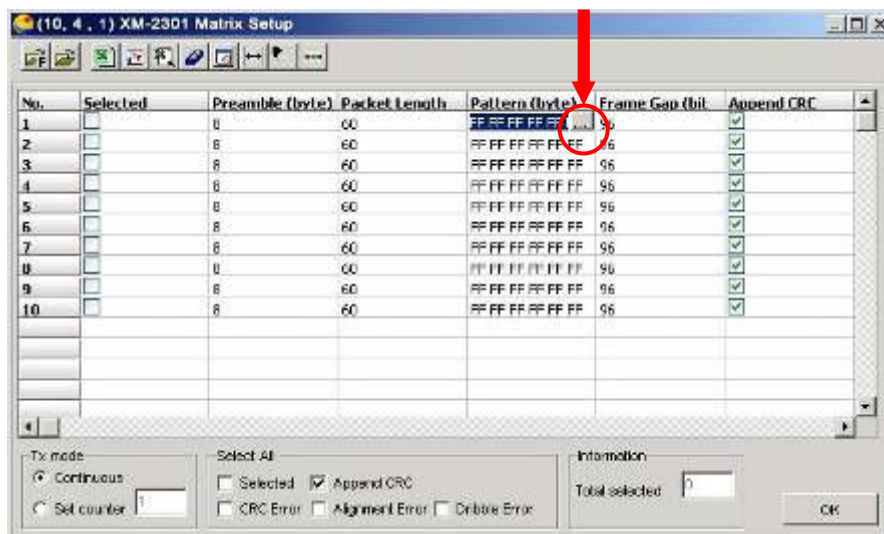 (10, 4 , 1) XM-2301 Matrix Setup
No. Selected Preamble (byte) Packet Length Pattern (byte) Frame Gap (bit Append CRC
1 8 60 FF FF FF FF FF ... 96
2 8 60 FF FF FF FF FF FF 96
3 8 60 FF FF FF FF FF FF 96
4 8 60 FF FF FF FF FF FF 96
5 8 60 FF FF FF FF FF FF 96
6 8 60 FF FF FF FF FF FF 96
7 8 60 FF FF FF FF FF FF 96
8 8 60 FF FF FF FF FF FF 96
9 8 60 FF FF FF FF FF FF 96
10 8 60 FF FF FF FF FF FF 96
Tx mode
Continuous
Set counter 1
Select All
Selected Append CRC
CRC Error Alignment Error Dribble Error
Information
Total selected 0
OK